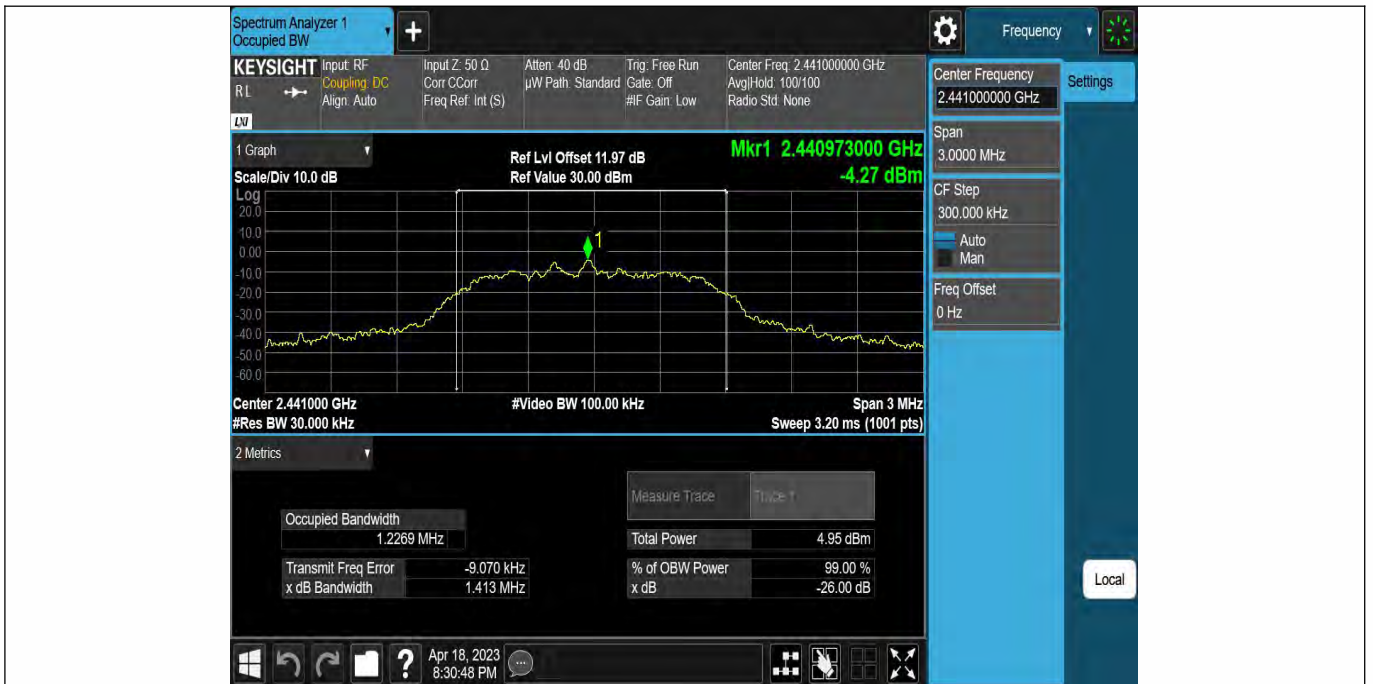 Spectrum Analyzer 1
Occupied BW
+
Frequency
KEYSIGHT
R L
LXI
Input: RF
Coupling: DC
Align: Auto
Input Z: 50 Ω
Corr CCorr
Freq Ref: Int (S)
Atten: 40 dB
µW Path: Standard
Trig: Free Run
Gate: Off
#IF Gain: Low
Center Freq: 2.441000000 GHz
Avg|Hold: 100/100
Radio Std: None
Center Frequency
2.441000000 GHz
Settings
Span
3.0000 MHz
CF Step
300.000 kHz
Auto
Man
Freq Offset
0 Hz
Local
1 Graph
Scale/Div 10.0 dB
Ref Lvl Offset 11.97 dB
Ref Value 30.00 dBm
Mkr1 2.440973000 GHz
-4.27 dBm
Log
20.0
10.0
0.00
-10.0
-20.0
-30.0
-40.0
-50.0
-60.0
1
Center 2.441000 GHz
#Res BW 30.000 kHz
#Video BW 100.00 kHz
Span 3 MHz
Sweep 3.20 ms (1001 pts)
2 Metrics
Measure Trace Trace 1
Occupied Bandwidth
1.2269 MHz
Total Power 4.95 dBm
Transmit Freq Error -9.070 kHz
% of OBW Power 99.00 %
x dB Bandwidth 1.413 MHz
x dB -26.00 dB
?
Apr 18, 2023
8:30:48 PM